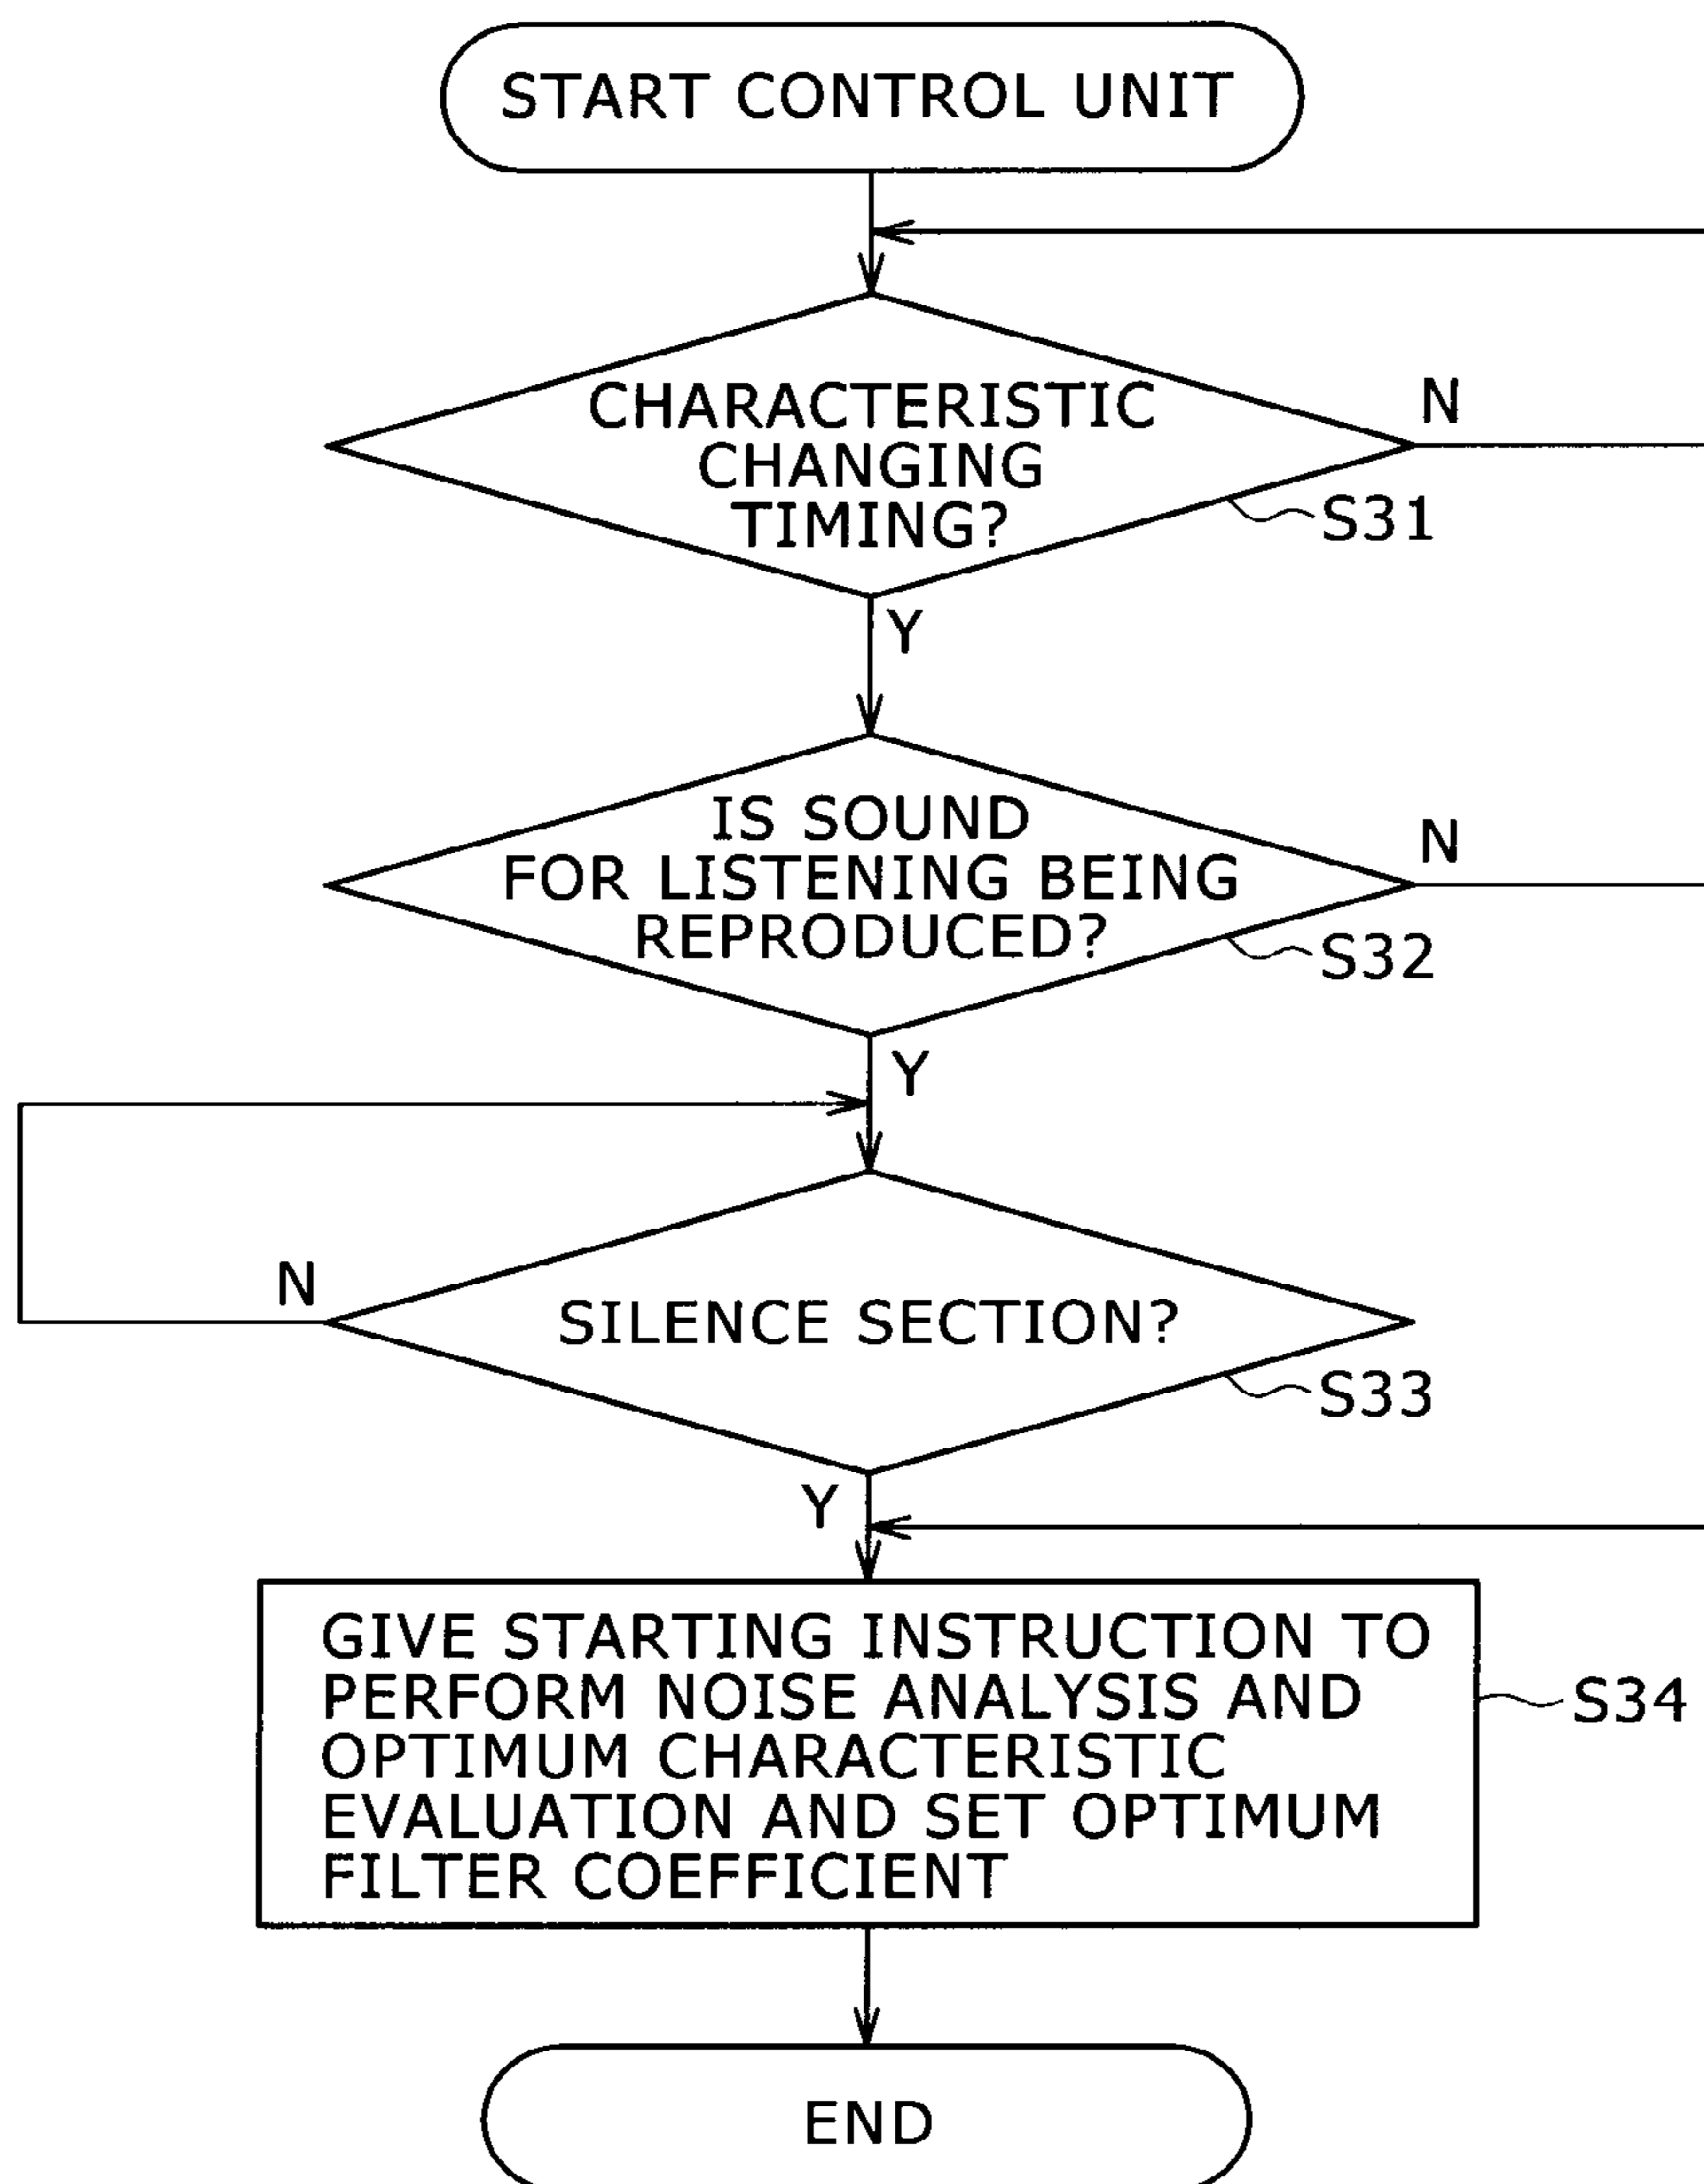 START CONTROL UNIT
CHARACTERISTIC
CHANGING
TIMING?
N
S31
Y
IS SOUND
FOR LISTENING BEING
REPRODUCED?
N
S32
Y
N
SILENCE SECTION?
S33
Y
GIVE STARTING INSTRUCTION TO
PERFORM NOISE ANALYSIS AND
OPTIMUM CHARACTERISTIC
EVALUATION AND SET OPTIMUM
FILTER COEFFICIENT
S34
END